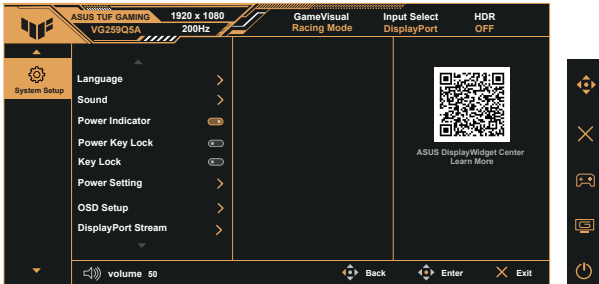 ASUS TUF GAMING 1920 x 1080
VG259Q5A 200Hz
GameVisual Input Select HDR
Racing Mode DisplayPort OFF
System Setup
Language
Sound
Power Indicator
Power Key Lock
Key Lock
Power Setting
OSD Setup
DisplayPort Stream
ASUS DisplayWidget Center
Learn More
volume 50 Back Enter Exit